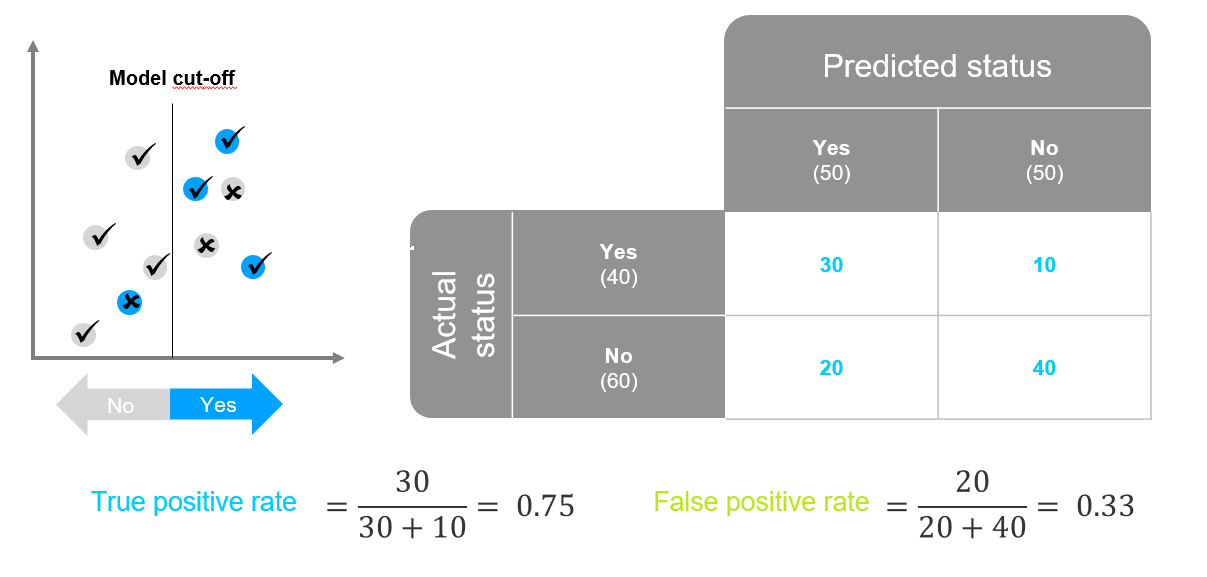 Model cut-off
No
Yes
Predicted status
Yes
(50)
No
(50)
Actual
status
Yes
(40)
30
10
No
(60)
20
40
True positive rate = 30 / 30 + 10 = 0.75
False positive rate = 20 / 20 + 40 = 0.33